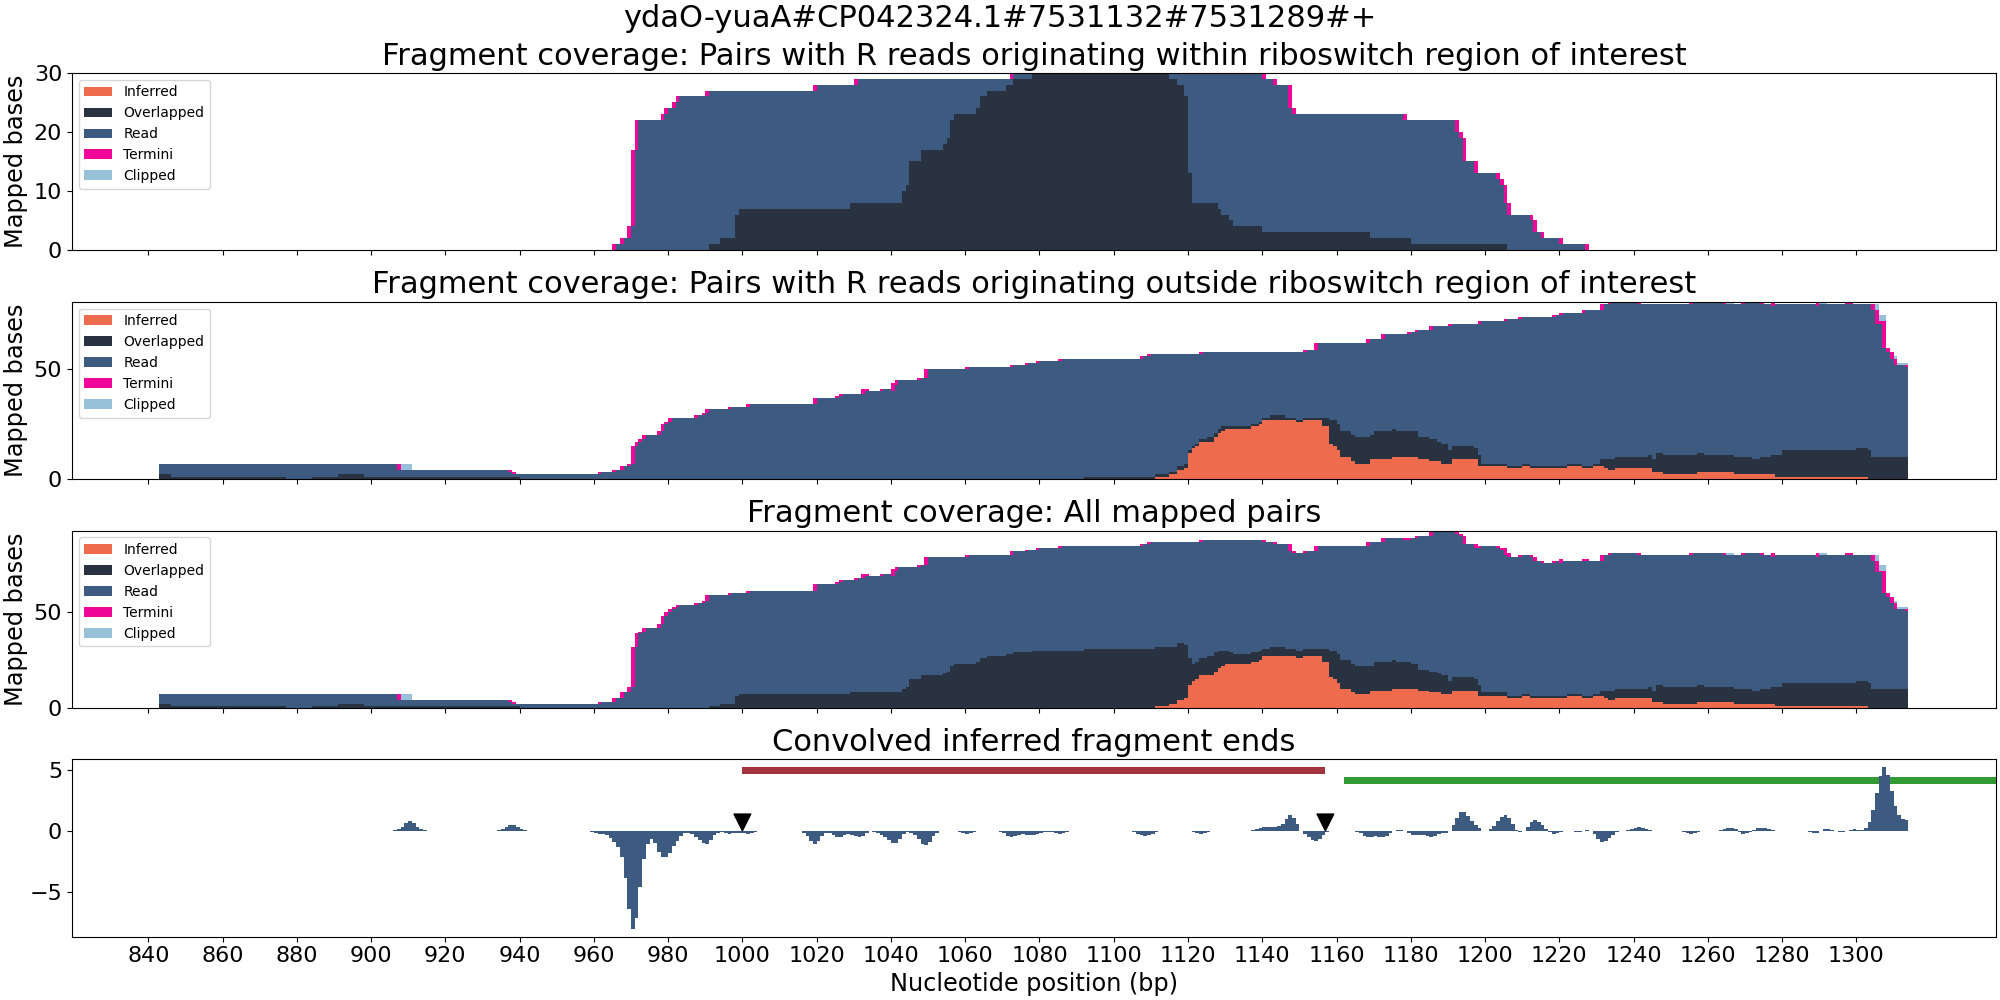 ydaO-yuaA#CP042324.1#7531132#7531289#+
Fragment coverage: Pairs with R reads originating within riboswitch region of interest
Mapped bases
30
20
10
0
Inferred
Overlapped
Read
Termini
Clipped
Fragment coverage: Pairs with R reads originating outside riboswitch region of interest
Mapped bases
50
0
Inferred
Overlapped
Read
Termini
Clipped
Fragment coverage: All mapped pairs
Mapped bases
50
0
Inferred
Overlapped
Read
Termini
Clipped
Convolved inferred fragment ends
5
0
−5
840 860 880 900 920 940 960 980 1000 1020 1040 1060 1080 1100 1120 1140 1160 1180 1200 1220 1240 1260 1280 1300
Nucleotide position (bp)